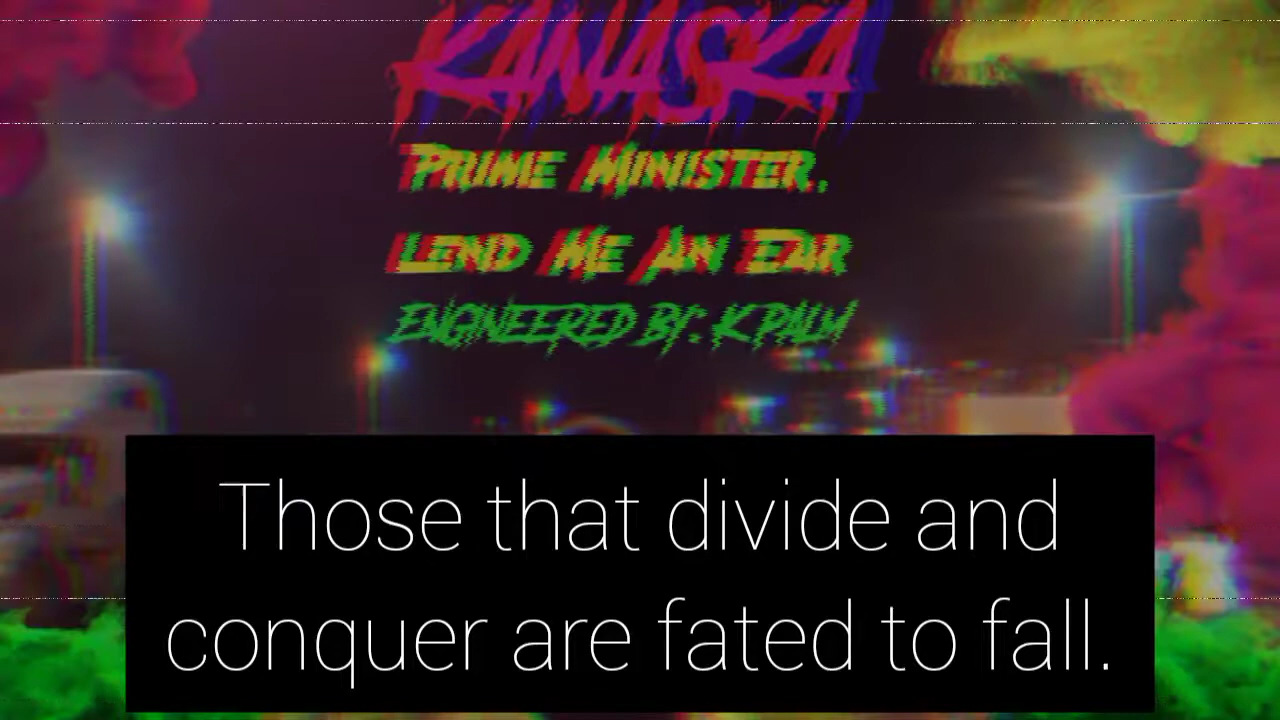 KANASKA
PRIME MINISTER,
LEND ME AN EAR
ENGINEERED BY: K PALM
Those that divide and
conquer are fated to fall.